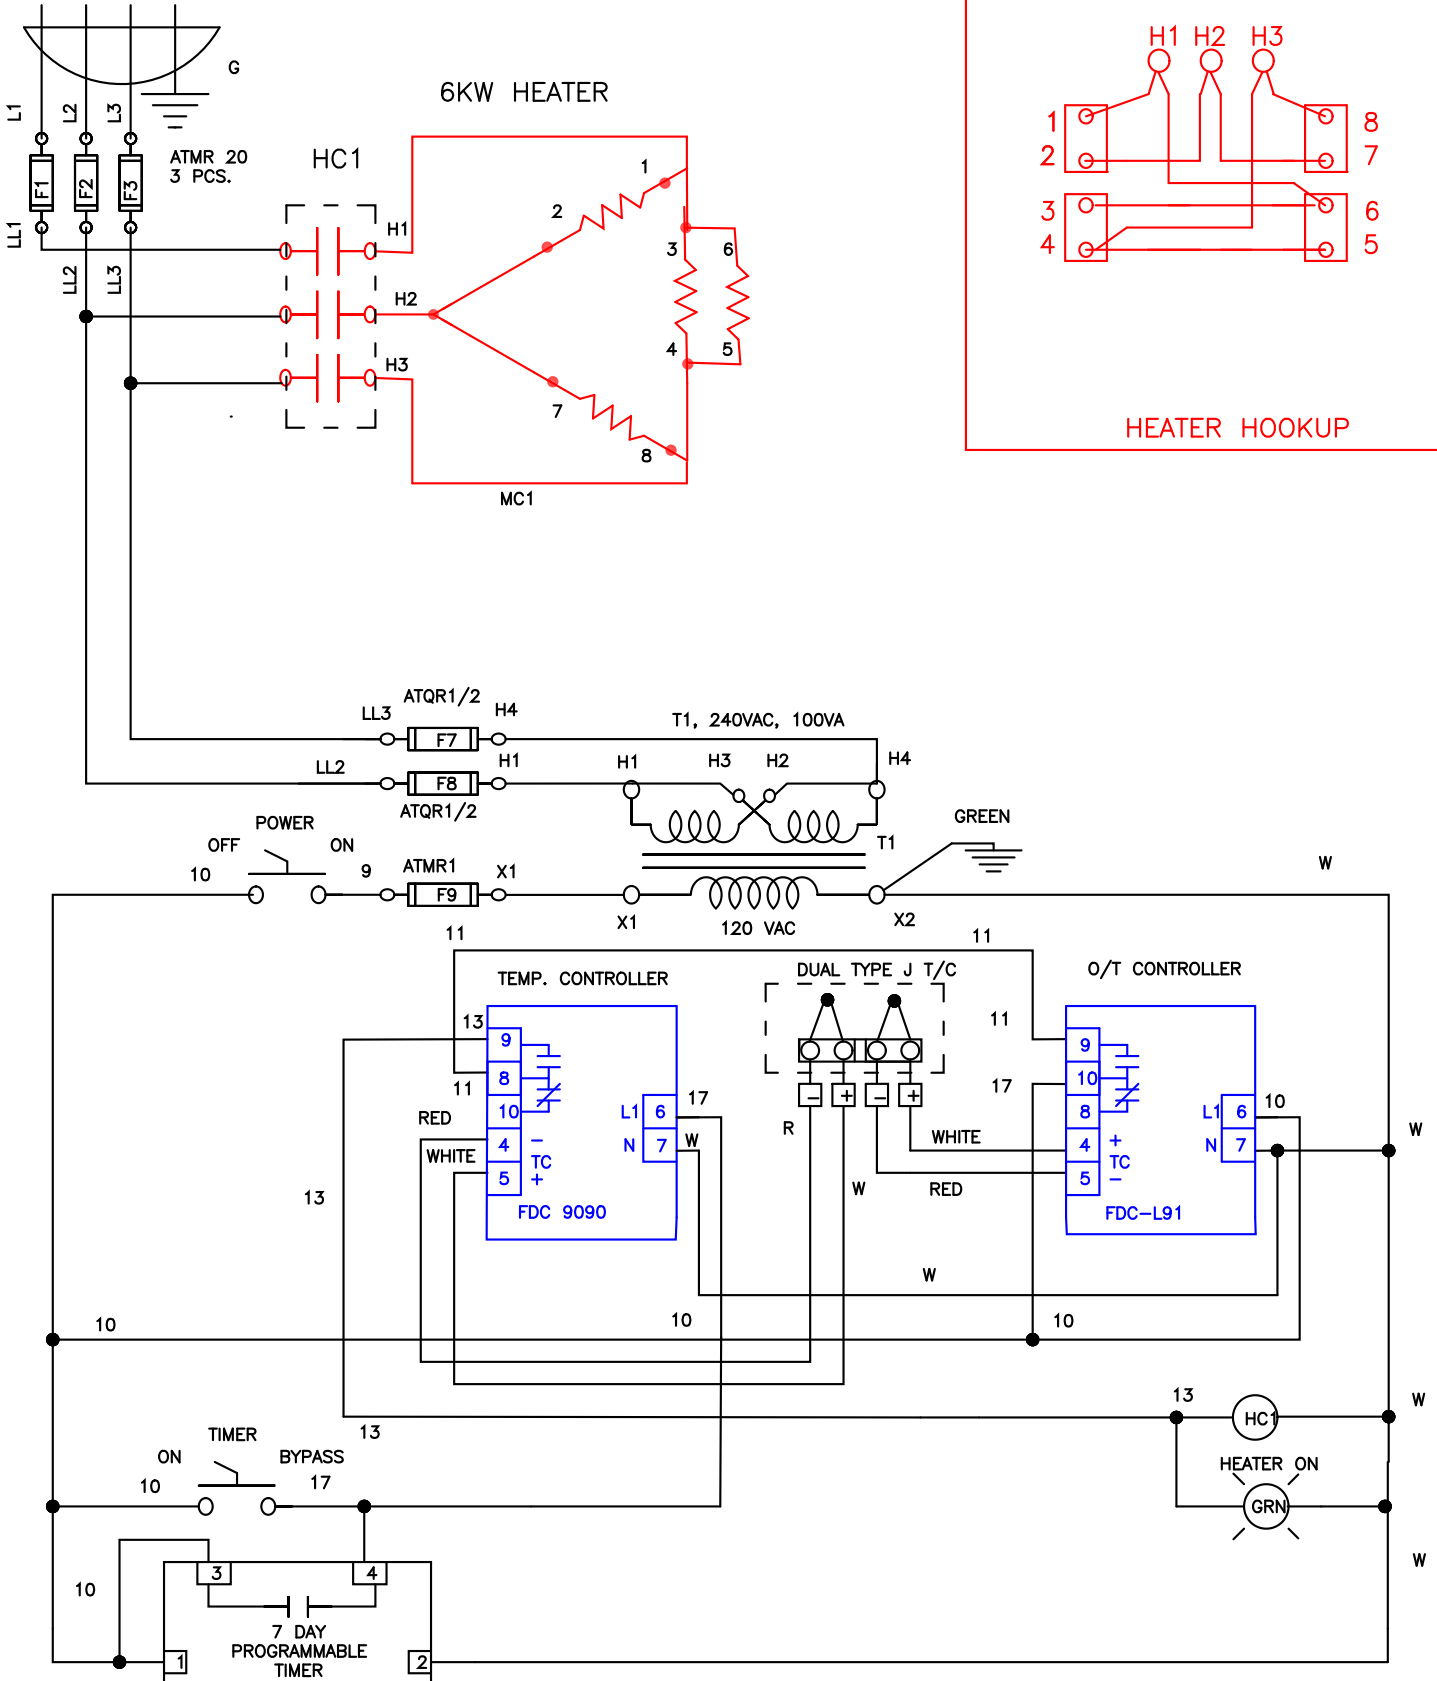 H1 H2 H3
1 8
2 7
3 6
4 5
HEATER HOOKUP
G
L1 L2 L3
ATMR 20
3 PCS.
F1 F2 F3
LL1 LL2 LL3
6KW HEATER
HC1
H1
H2
H3
1
2
3 6
4 5
7
8
MC1
ATQR1/2
LL3 F7 H4
T1, 240VAC, 100VA
LL2 F8 H1
ATQR1/2
H1 H3 H2 H4
T1
GREEN
POWER
OFF ON
10 9
ATMR1
F9 X1
X1 120 VAC X2
W
11 11
TEMP. CONTROLLER
DUAL TYPE J T/C
O/T CONTROLLER
13 9
11 8
10
RED 4 −
WHITE TC
5 +
L1 6 17
N 7 W
FDC 9090
− + − +
R
W
WHITE
RED
11
17
9
10
8
4 +
TC
5 −
L1 6 10
N 7
FDC−L91
W
13
W
10 10 10
13
13
HC1
W
HEATER ON
GRN
W
TIMER
ON BYPASS
10 17
10
3 4
7 DAY
PROGRAMMABLE
TIMER
1 2